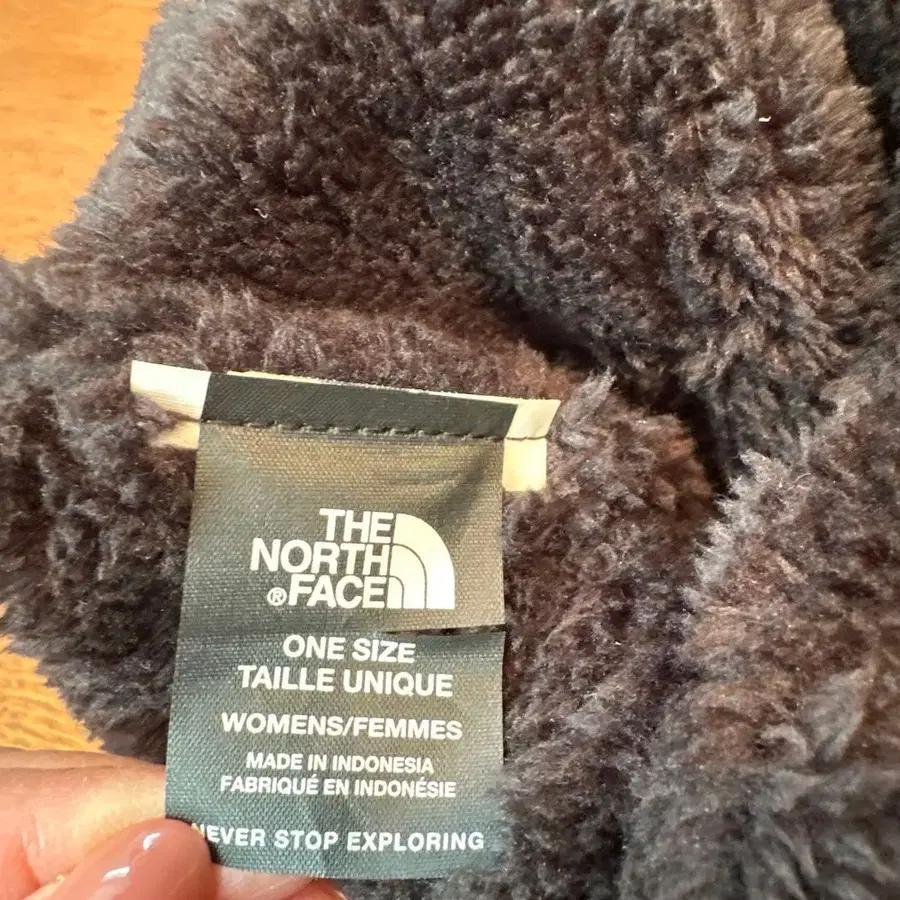 THE
NORTH
®FACE
ONE SIZE
TAILLE UNIQUE
WOMENS/FEMMES
MADE IN INDONESIA
FABRIQUÉ EN INDONÉSIE
NEVER STOP EXPLORING